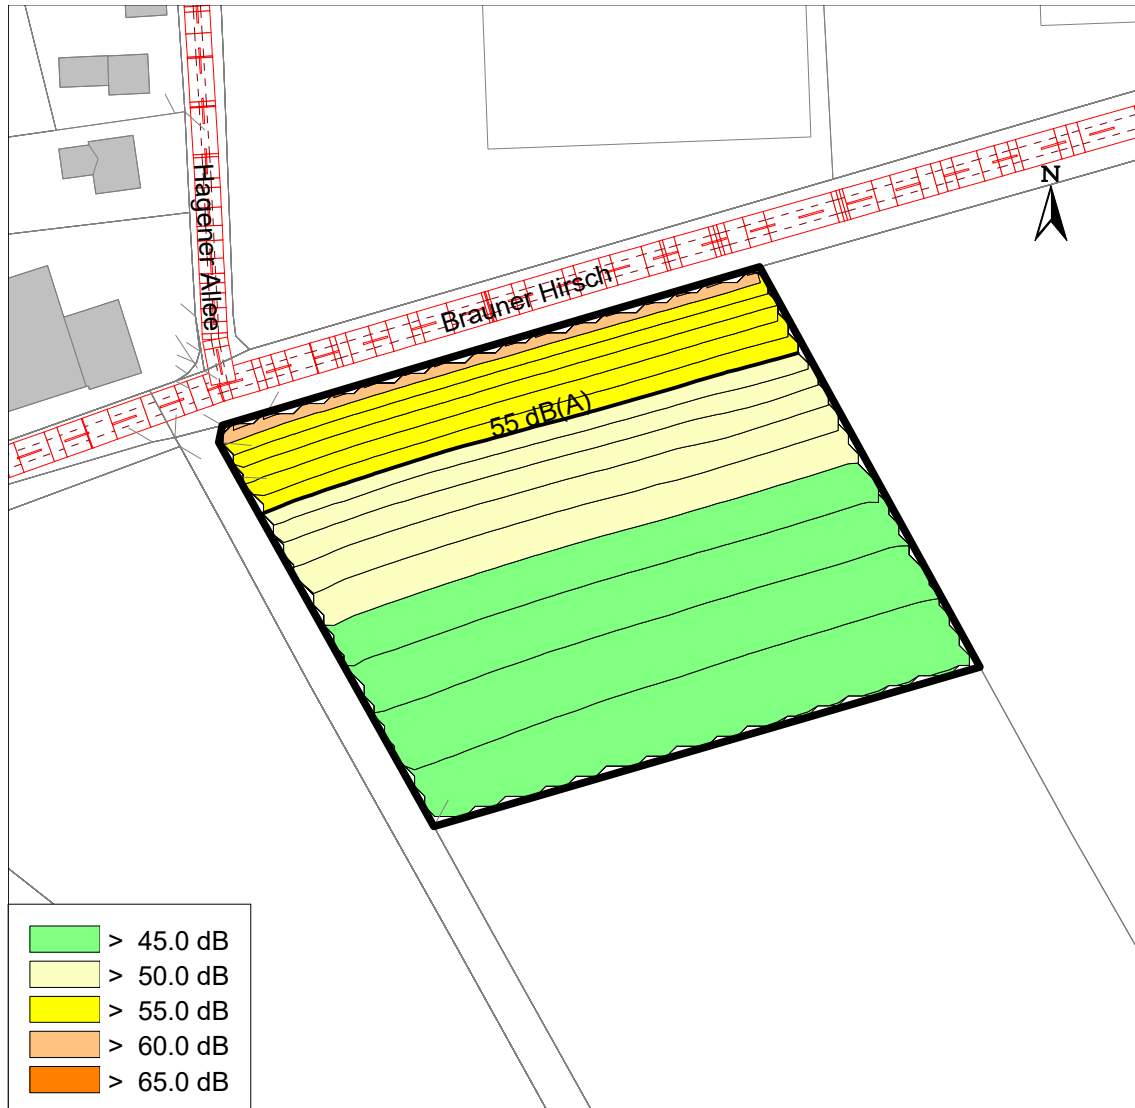 N
Hagener Allee
Brauner Hirsch
55 dB(A)
> 45.0 dB
> 50.0 dB
> 55.0 dB
> 60.0 dB
> 65.0 dB